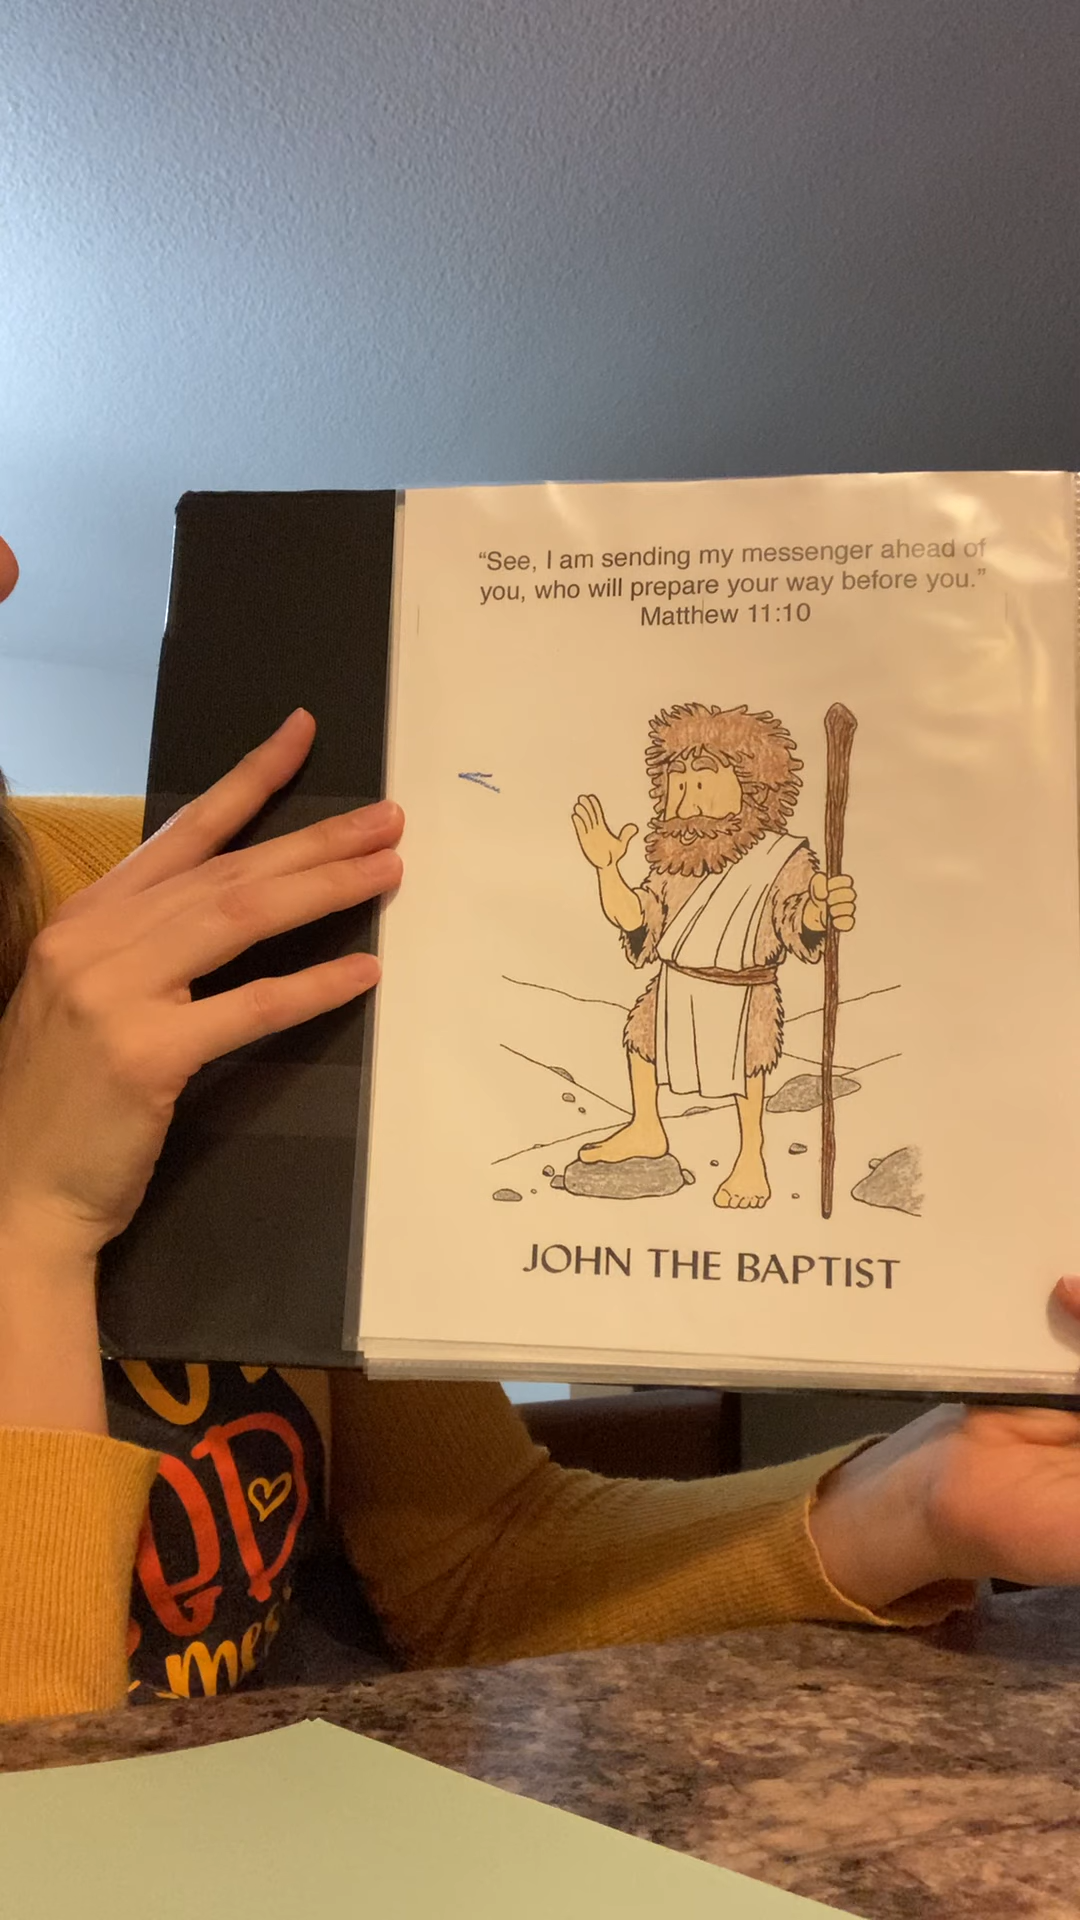 “See, I am sending my messenger ahead of
you, who will prepare your way before you.”
Matthew 11:10
JOHN THE BAPTIST